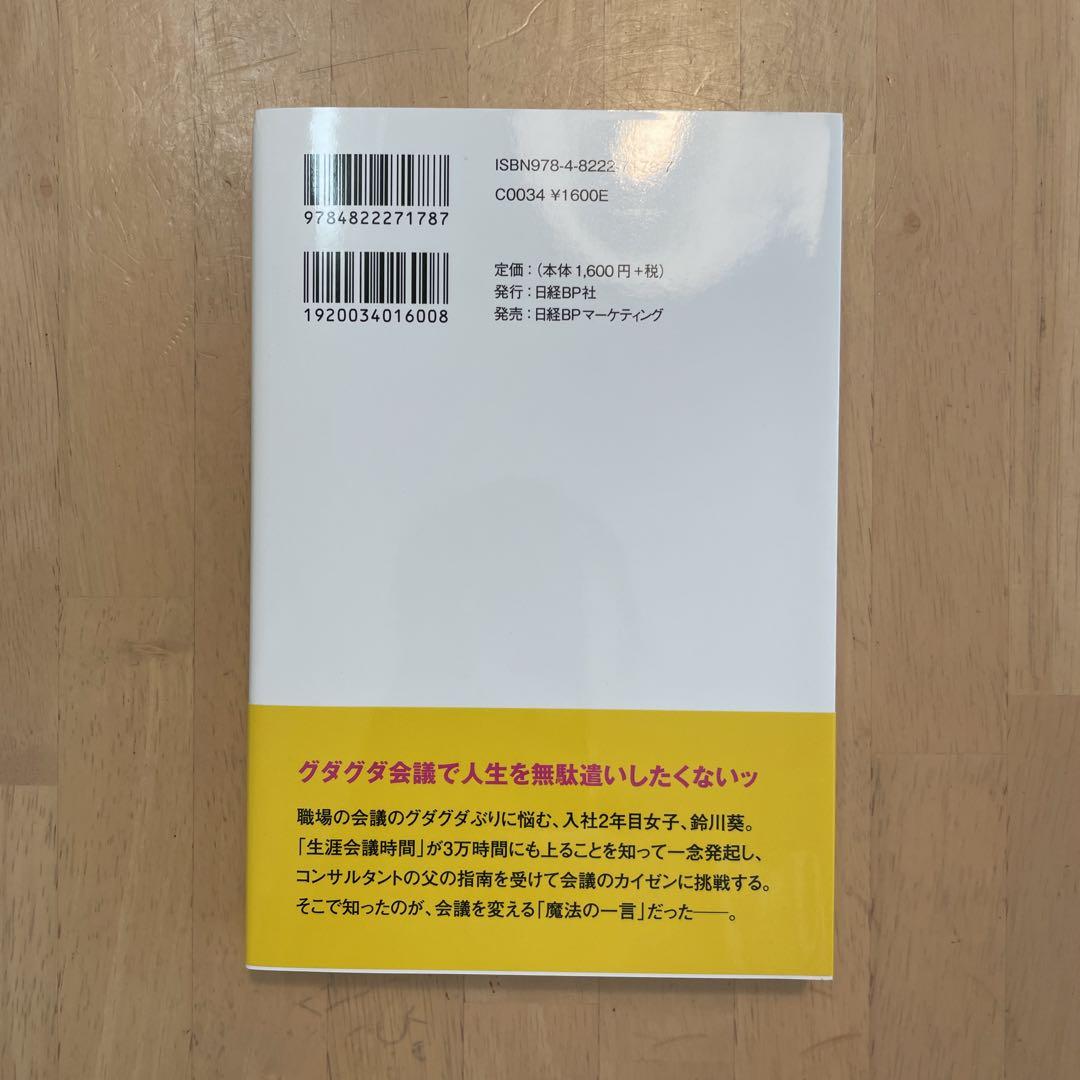 9784822271787
1920034016008
ISBN978-4-8222-
C0034 ¥1600E
定価：（本体1,600円+税）
発行：日経BP社
発売：日経BPマーケティング
グダグダ会議で人生を無駄遣いしたくないッ
職場の会議のグダグダぶりに悩む、入社2年目女子、鈴川葵。
「生涯会議時間」が3万時間にも上ることを知って一念発起し、
コンサルタントの父の指南を受けて会議のカイゼンに挑戦する。
そこで知ったのが、会議を変える「魔法の一言」だった――。